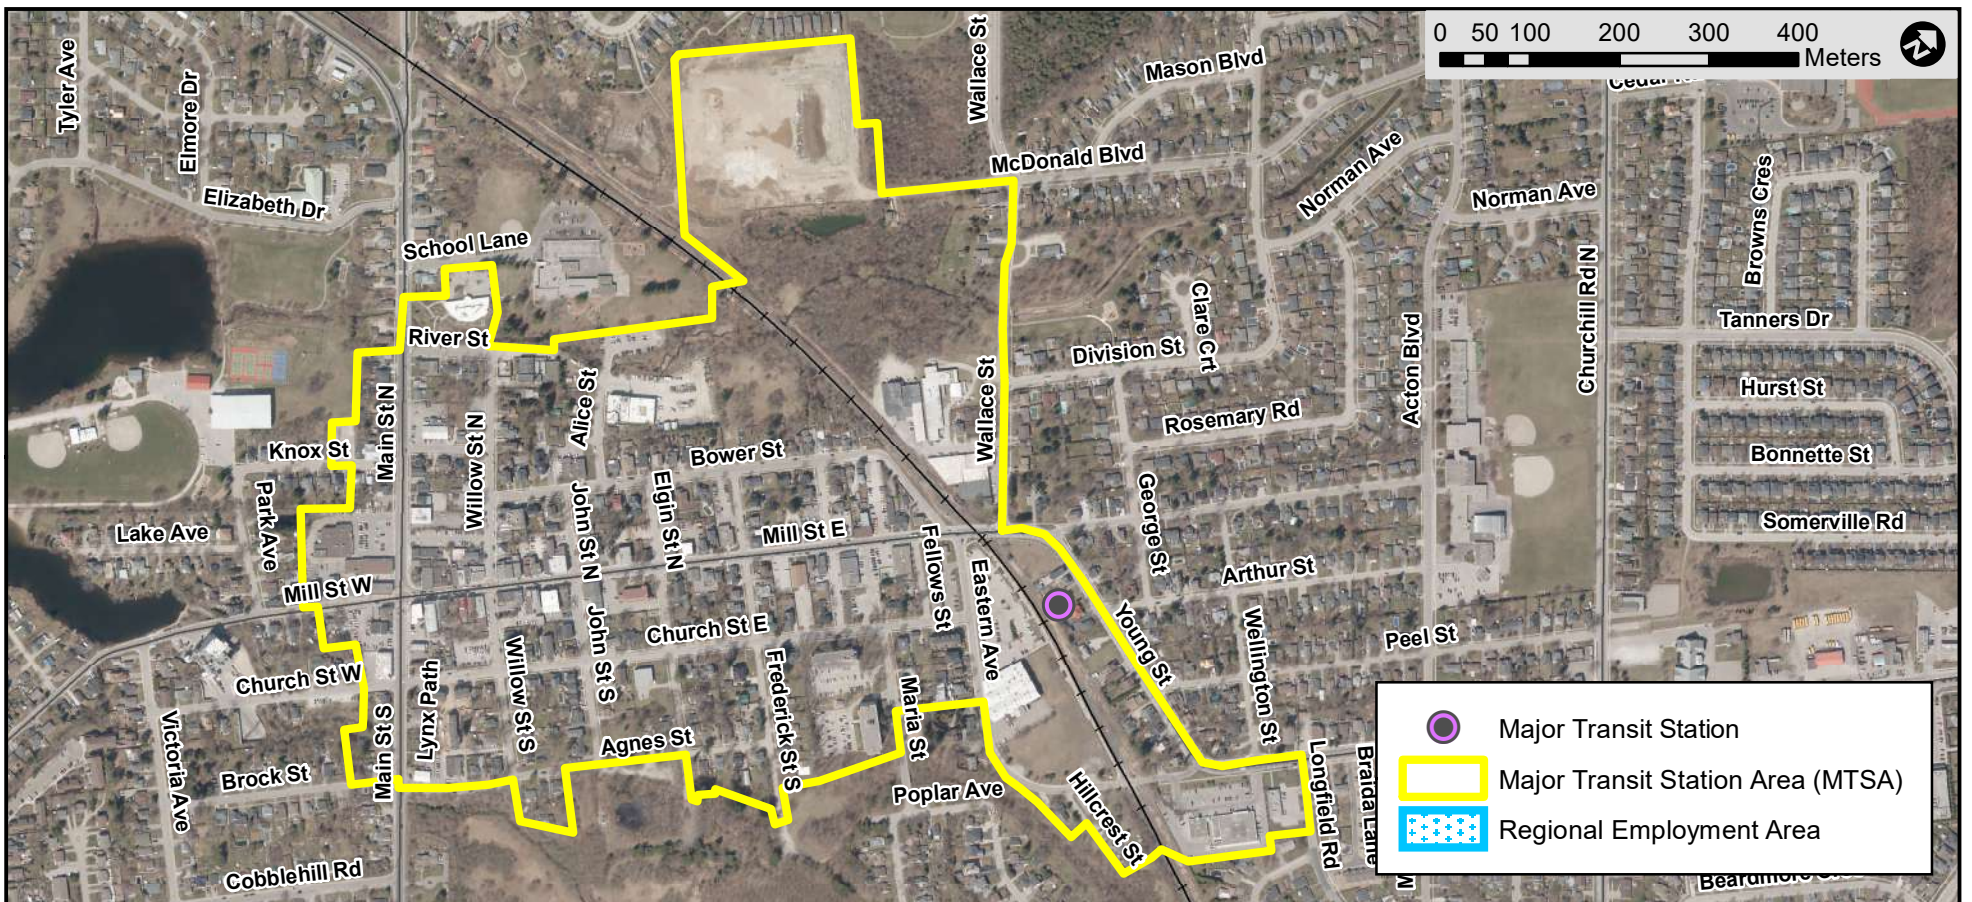 0 50 100 200 300 400
Meters
Tyler Ave
Elmore Dr
Wallace St
Mason Blvd
McDonald Blvd
Norman Ave
Norman Ave
Browns Cres
Elizabeth Dr
School Lane
River St
Clare Crt
Division St
Acton Blvd
Churchill Rd N
Tanners Dr
Hurst St
Main St N
Alice St
Wallace St
Rosemary Rd
Knox St
Willow St N
Bower St
Bonnette St
Park Ave
John St N
Elgin St N
Mill St E
George St
Somerville Rd
Lake Ave
Fellows St
Eastern Ave
Arthur St
Mill St W
Church St E
Young St
Wellington St
Peel St
John St S
Willow St S
Church St W
Lynx Path
Frederick St S
Maria St
Victoria Ave
Main St S
Agnes St
Brock St
Poplar Ave
Hillcrest St
Longfield Rd
Cobblehill Rd
Major Transit Station
Major Transit Station Area (MTSA)
Regional Employment Area